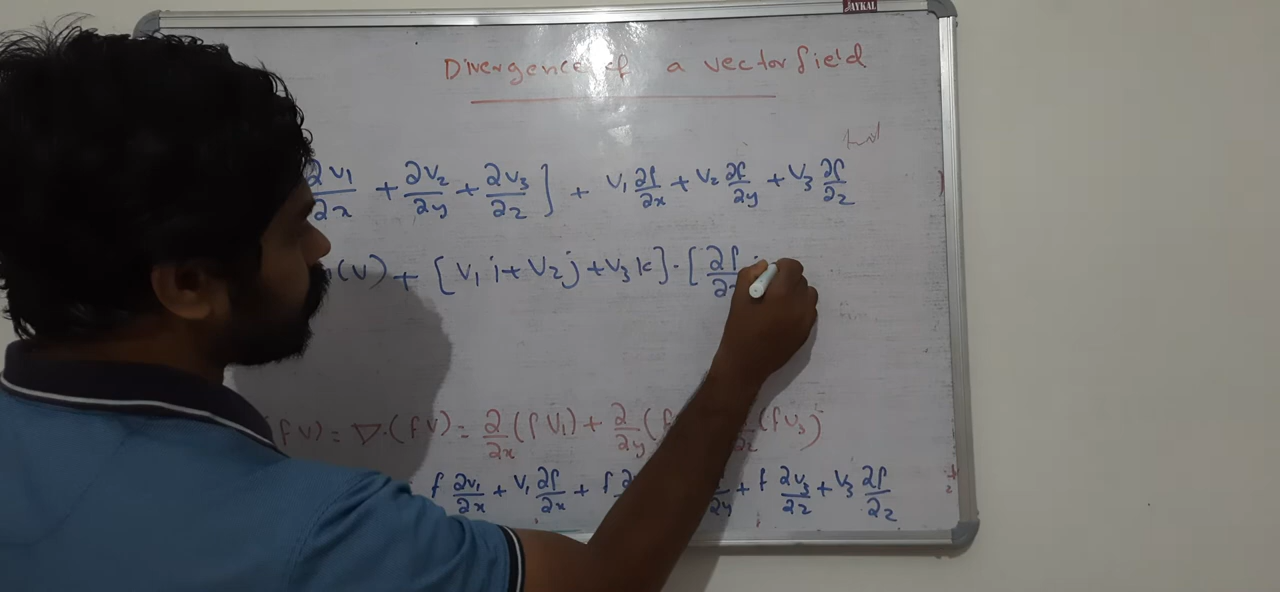 JAYKAL
Divergence of a vector field
∂v₁/∂x + ∂v₂/∂y + ∂v₃/∂z ] + v₁ ∂f/∂x + v₂ ∂f/∂y + v₃ ∂f/∂z
(v) + [v₁ i + v₂ j + v₃ k] · [ ∂f
f v) = ∇·(f v) = ∂/∂x (f v₁) + ∂/∂y (f (f v₃)
f ∂v₁/∂x + v₁ ∂f/∂x + f ∂y + f ∂v₃/∂z + v₃ ∂f/∂z